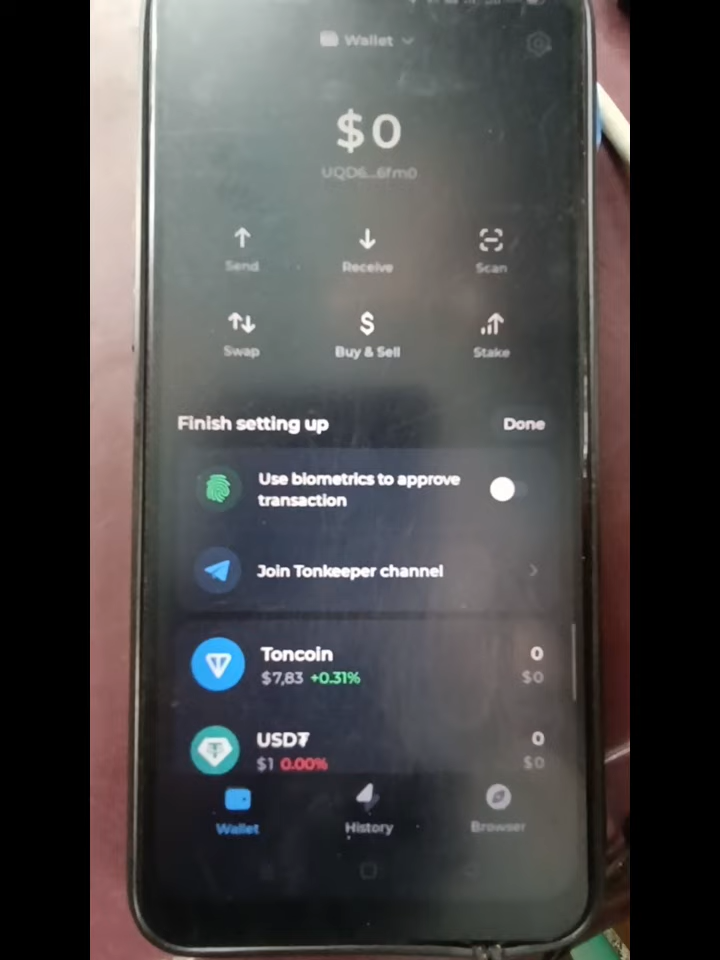 Wallet
$0
UQD6...6fm0
Send
Receive
Scan
Swap
Buy & Sell
Stake
Finish setting up
Done
Use biometrics to approve
transaction
Join Tonkeeper channel
Toncoin
0
$7,83 +0.31%
$0
USD₮
0
$1 0.00%
$0
Wallet
History
Browser